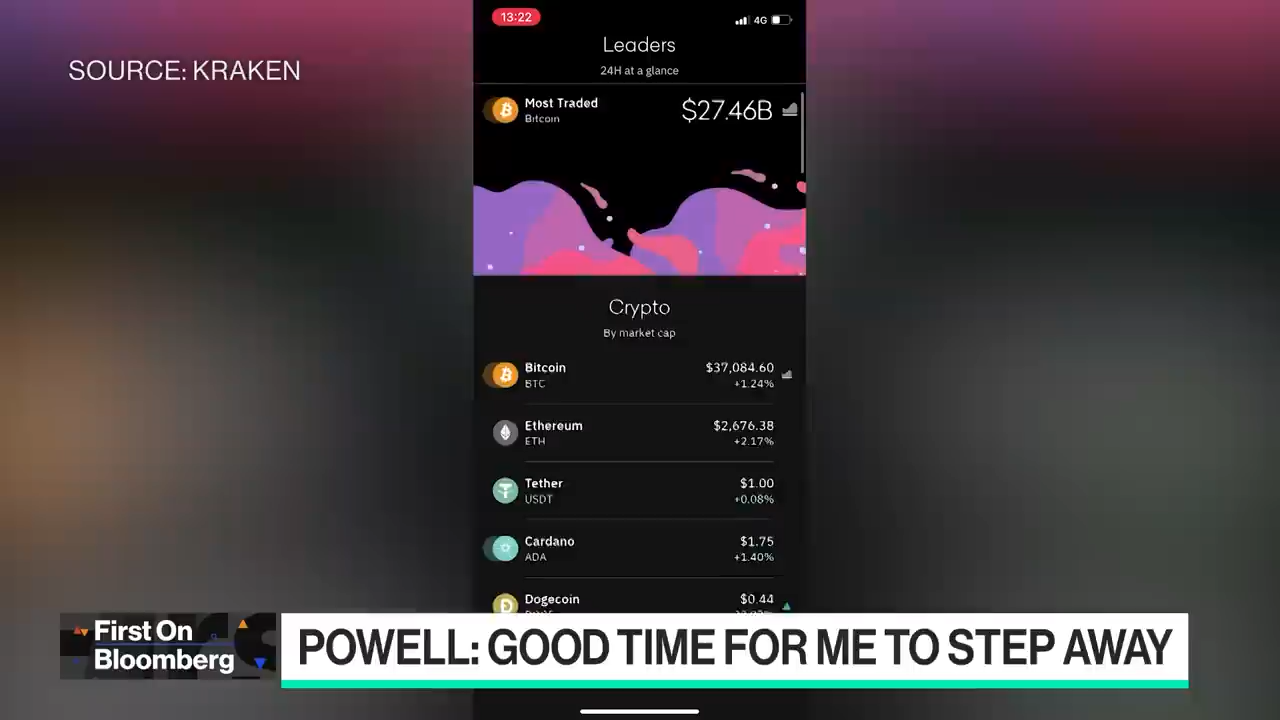 13:22
4G
Leaders
24H at a glance
SOURCE: KRAKEN
Most Traded
Bitcoin
$27.46B
Crypto
By market cap
Bitcoin
$37,084.60
BTC
+1.24%
Ethereum
$2,676.38
ETH
+2.17%
Tether
$1.00
USDT
+0.08%
Cardano
$1.75
ADA
+1.40%
Dogecoin
$0.44
First On
Bloomberg
POWELL: GOOD TIME FOR ME TO STEP AWAY